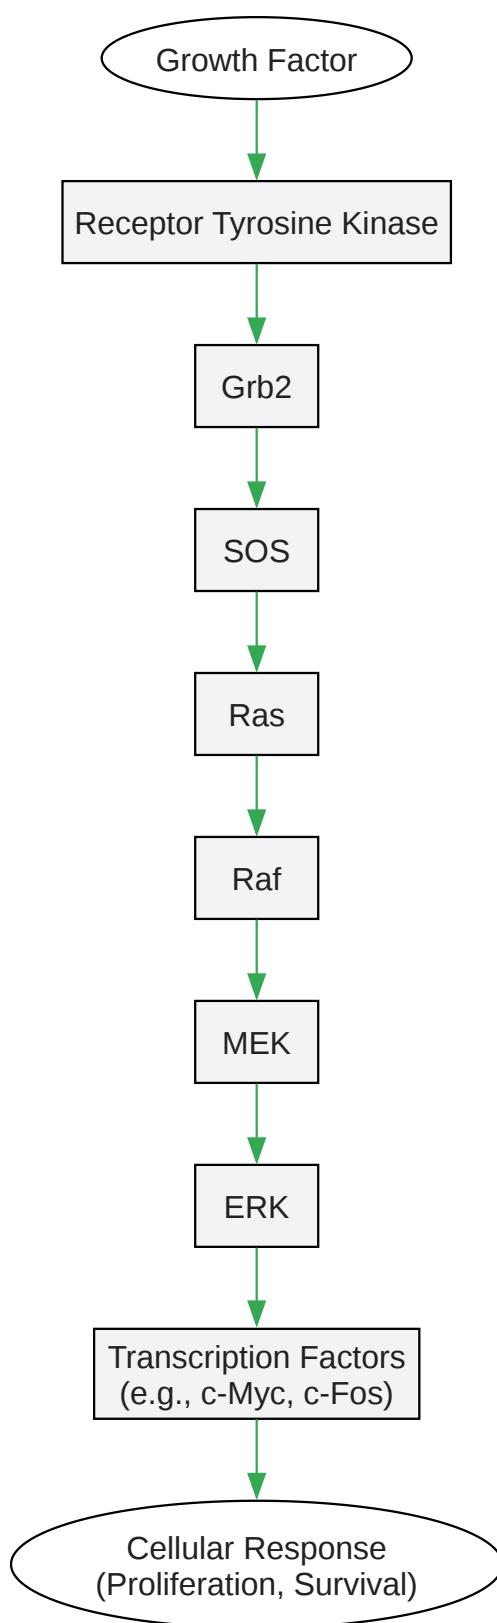 Growth Factor
Receptor Tyrosine Kinase
Grb2
SOS
Ras
Raf
MEK
ERK
Transcription Factors
(e.g., c-Myc, c-Fos)
Cellular Response
(Proliferation, Survival)